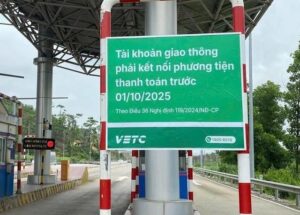 Tài khoản giao thông
phải kết nối phương tiện
thanh toán trước
01/10/2025
Theo Điều 36 Nghị định 119/2024/NĐ-CP
VETC